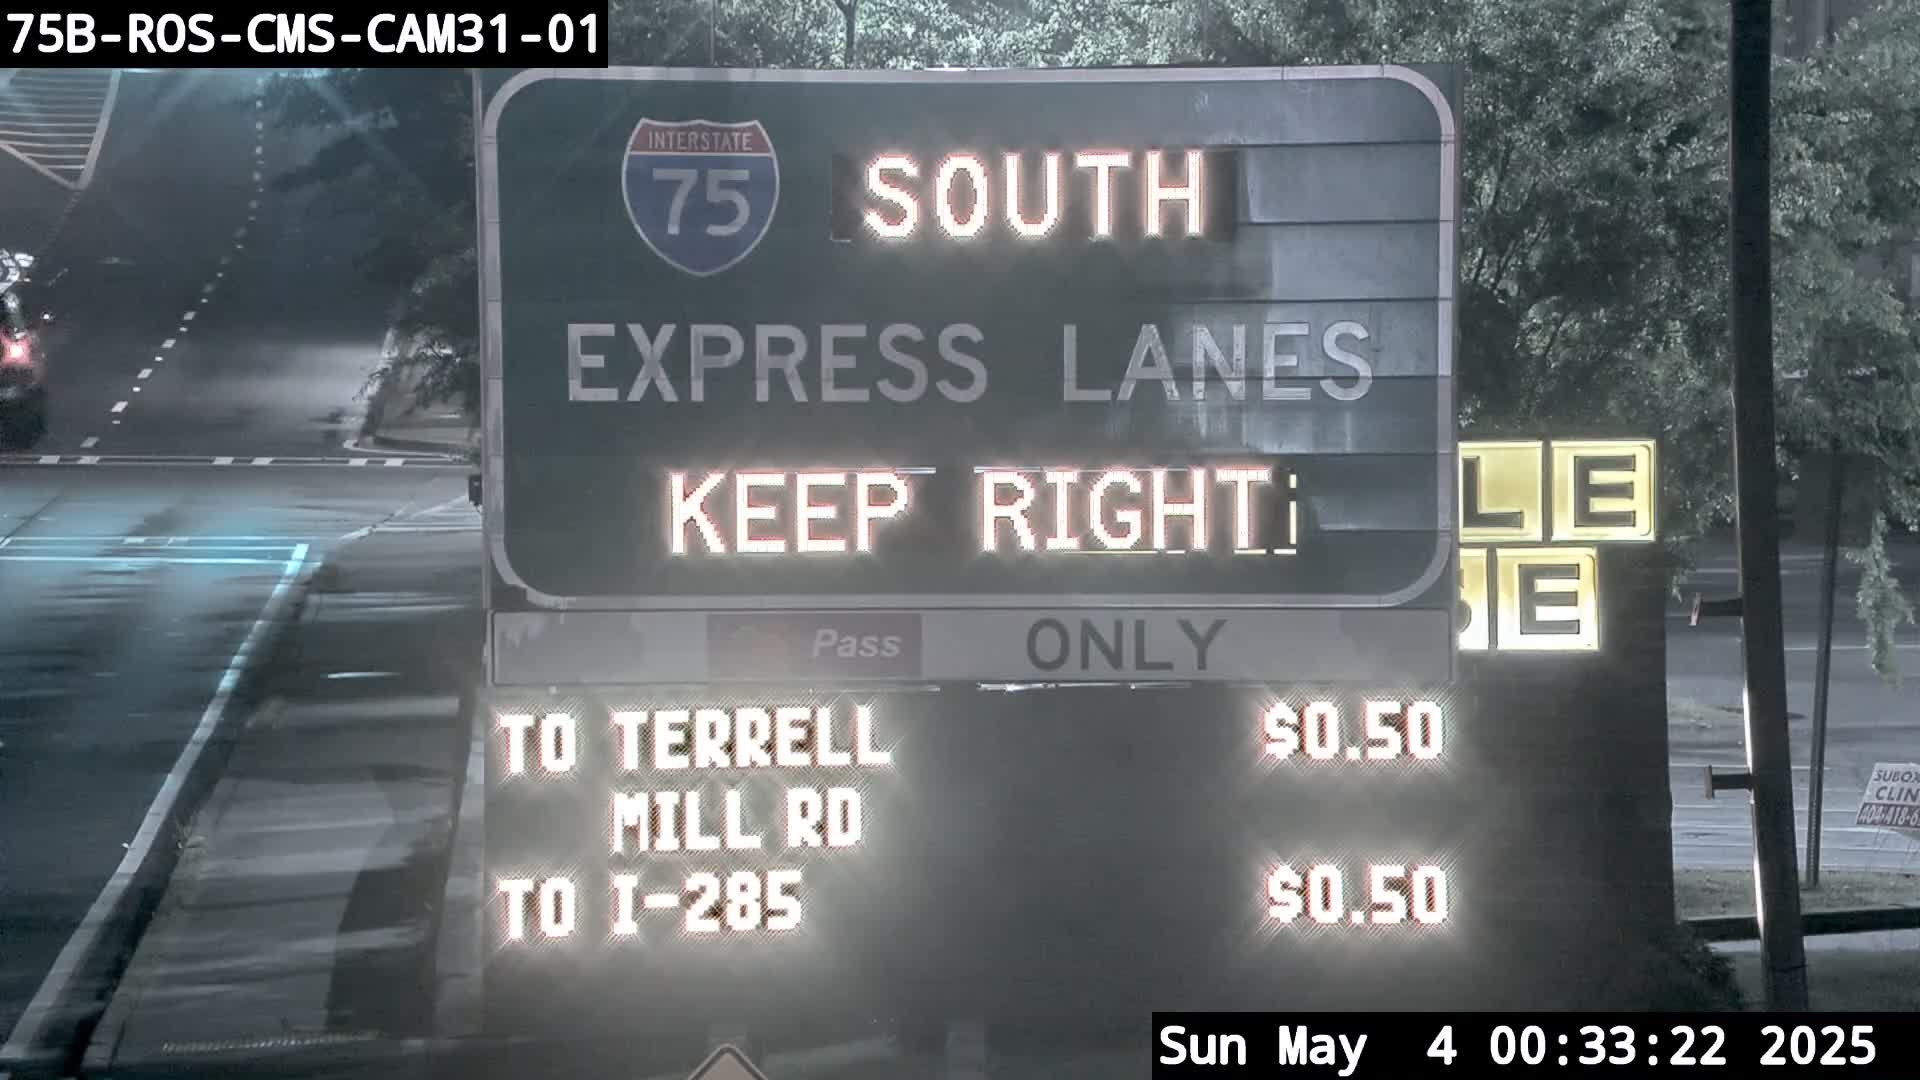 75B-ROS-CMS-CAM31-01
INTERSTATE
75
SOUTH
EXPRESS LANES
KEEP RIGHT
Pass ONLY
TO TERRELL $0.50
MILL RD
TO I-285 $0.50
LE
E
Sun May 4 00:33:22 2025